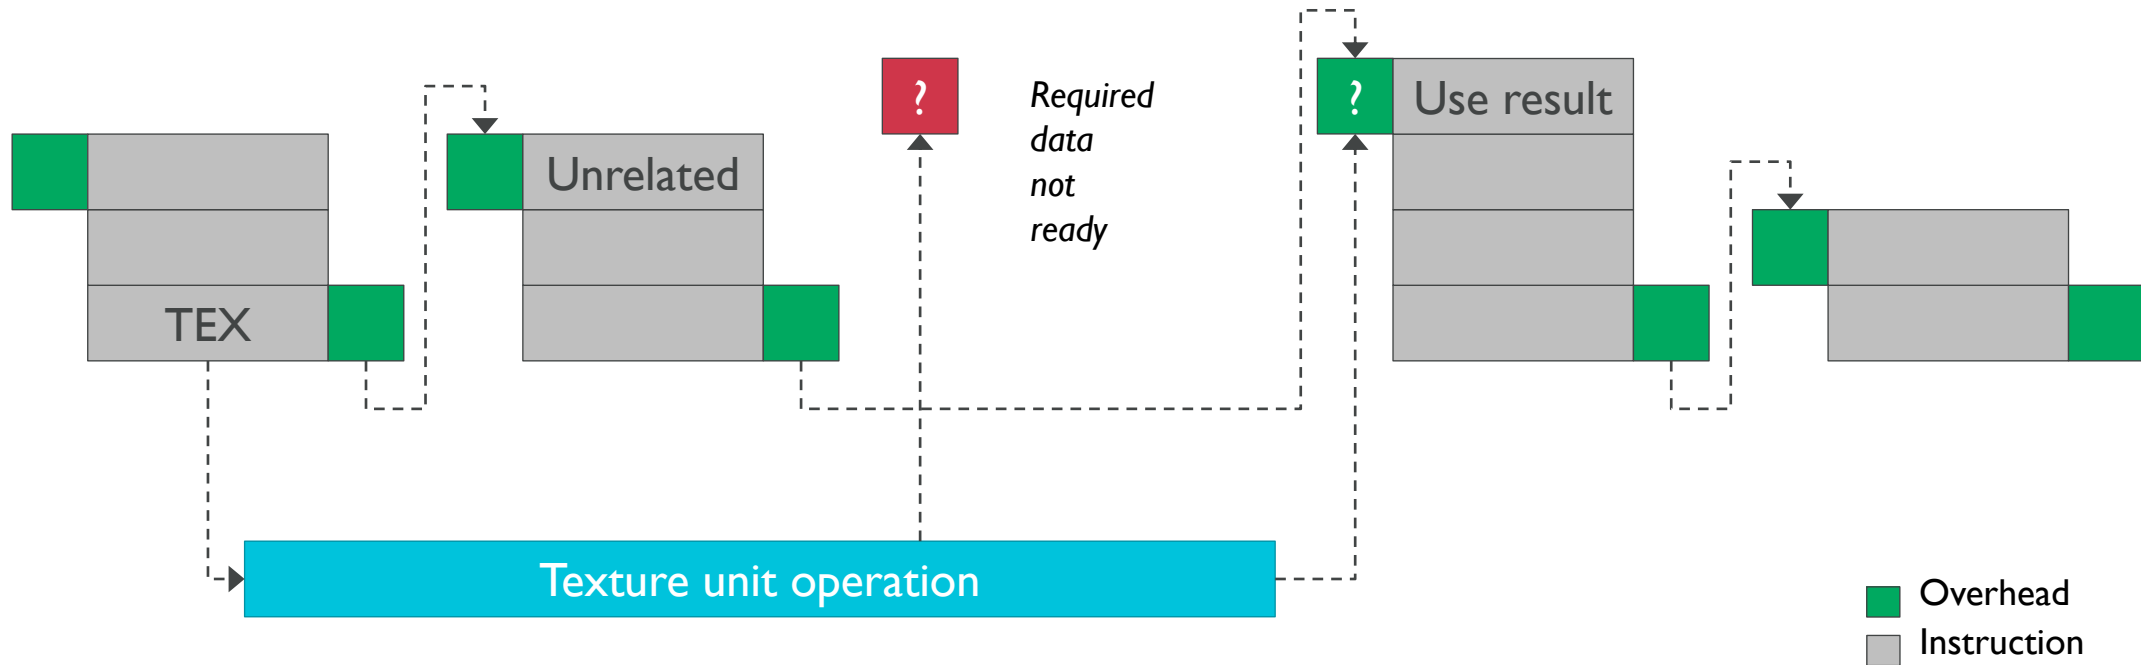 ?
Required
data
not
ready
?
Use result
Unrelated
TEX
Texture unit operation
Overhead
Instruction